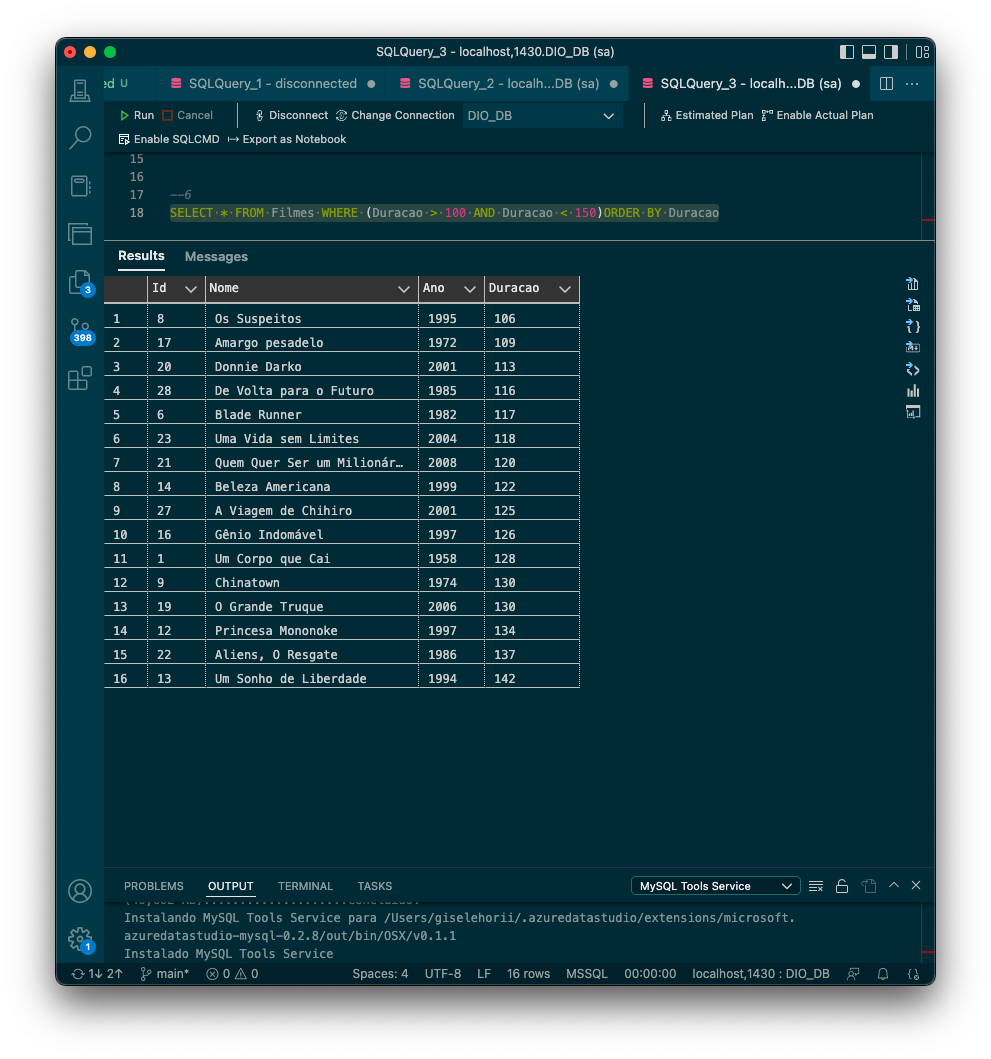 SQLQuery_3 - localhost,1430.DIO_DB (sa)
ed U SQLQuery_1 - disconnected SQLQuery_2 - localh...DB (sa) SQLQuery_3 - localh...DB (sa)
Run Cancel Disconnect Change Connection DIO_DB Estimated Plan Enable Actual Plan
Enable SQLCMD Export as Notebook
15
16
17 --6
18 SELECT * FROM Filmes WHERE (Duracao > 100 AND Duracao < 150)ORDER BY Duracao
Results Messages
Id Nome Ano Duracao
1 8 Os Suspeitos 1995 106
2 17 Amargo pesadelo 1972 109
3 20 Donnie Darko 2001 113
4 28 De Volta para o Futuro 1985 116
5 6 Blade Runner 1982 117
6 23 Uma Vida sem Limites 2004 118
7 21 Quem Quer Ser um Milionár… 2008 120
8 14 Beleza Americana 1999 122
9 27 A Viagem de Chihiro 2001 125
10 16 Gênio Indomável 1997 126
11 1 Um Corpo que Cai 1958 128
12 9 Chinatown 1974 130
13 19 O Grande Truque 2006 130
14 12 Princesa Mononoke 1997 134
15 22 Aliens, O Resgate 1986 137
16 13 Um Sonho de Liberdade 1994 142
3
398
1
PROBLEMS OUTPUT TERMINAL TASKS MySQL Tools Service
Instalando MySQL Tools Service para /Users/giselehorii/.azuredatastudio/extensions/microsoft.
azuredatastudio-mysql-0.2.8/out/bin/OSX/v0.1.1
Instalado MySQL Tools Service
1↓ 2↑ main* 0 0 Spaces: 4 UTF-8 LF 16 rows MSSQL 00:00:00 localhost,1430 : DIO_DB